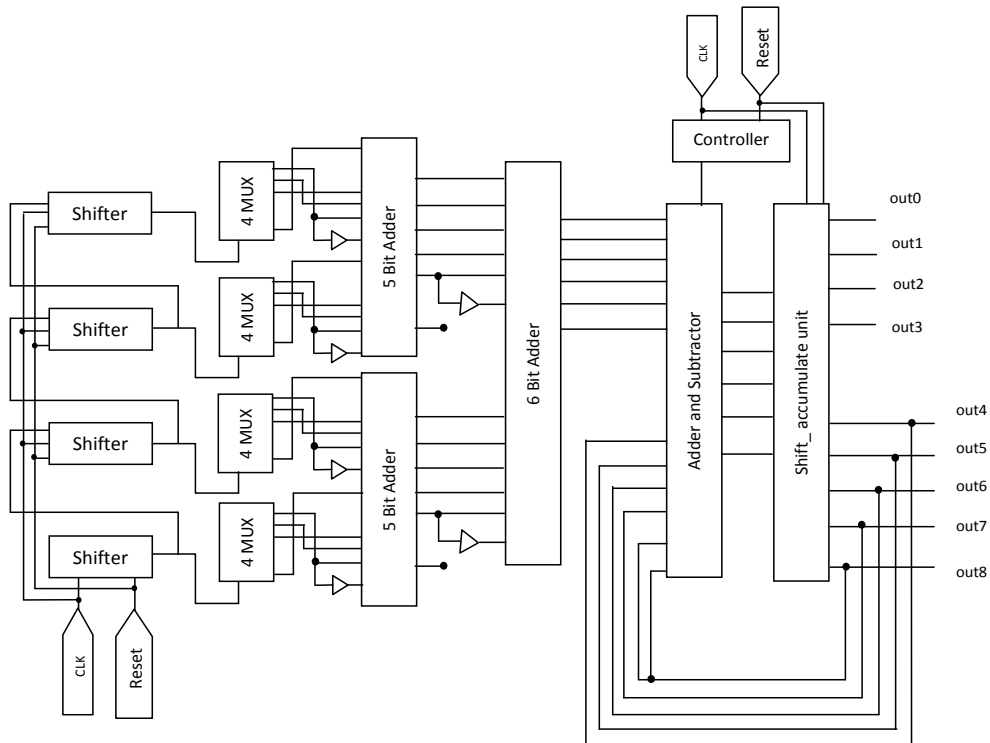 CLK
Reset
Controller
Shifter
4 MUX
5 Bit Adder
out0
out1
out2
out3
Shifter
4 MUX
6 Bit Adder
Adder and Subtractor
Shift_ accumulate unit
Shifter
4 MUX
5 Bit Adder
out4
out5
out6
out7
out8
Shifter
4 MUX
CLK
Reset